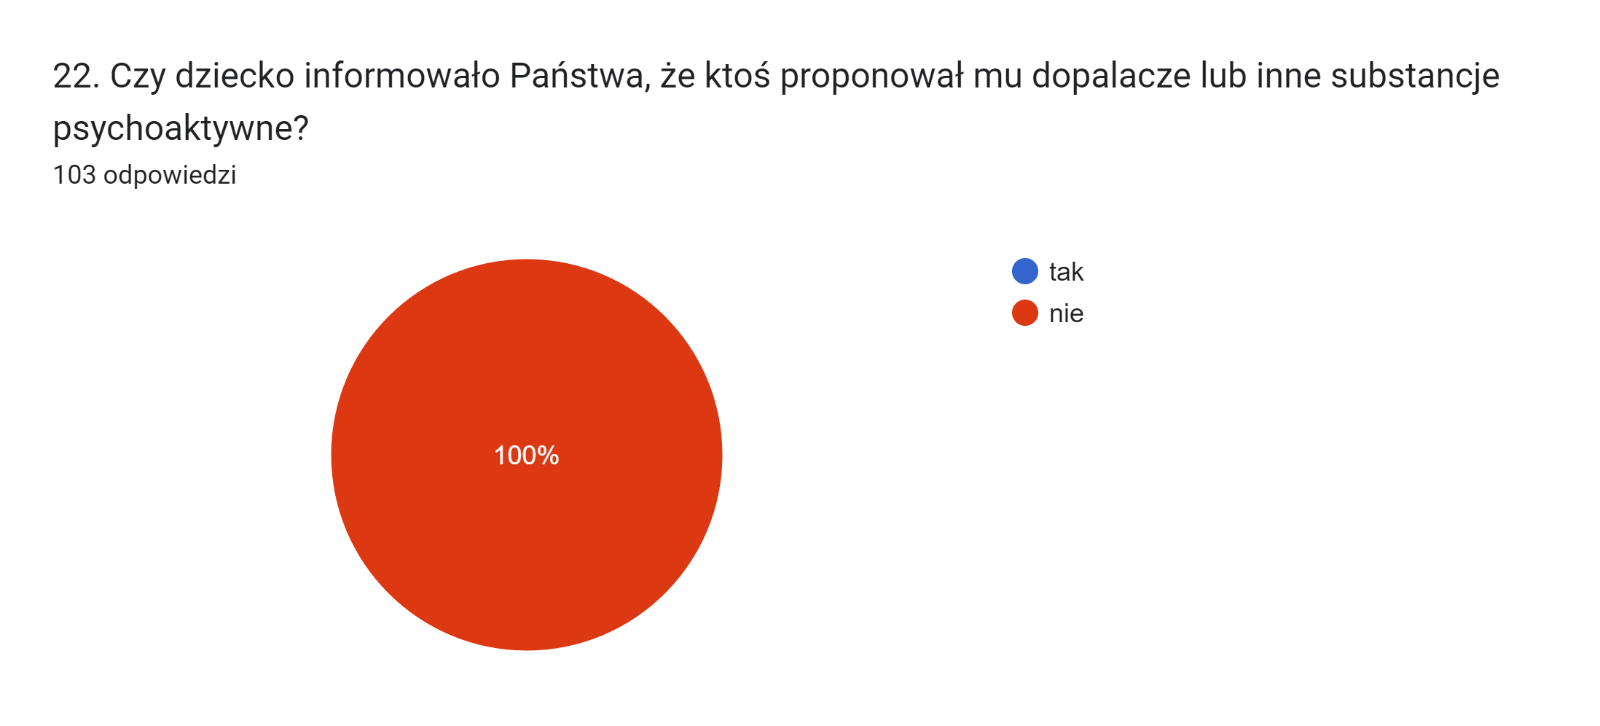 22. Czy dziecko informowało Państwa, że ktoś proponował mu dopalacze lub inne substancje
psychoaktywne?
103 odpowiedzi
tak
nie
100%